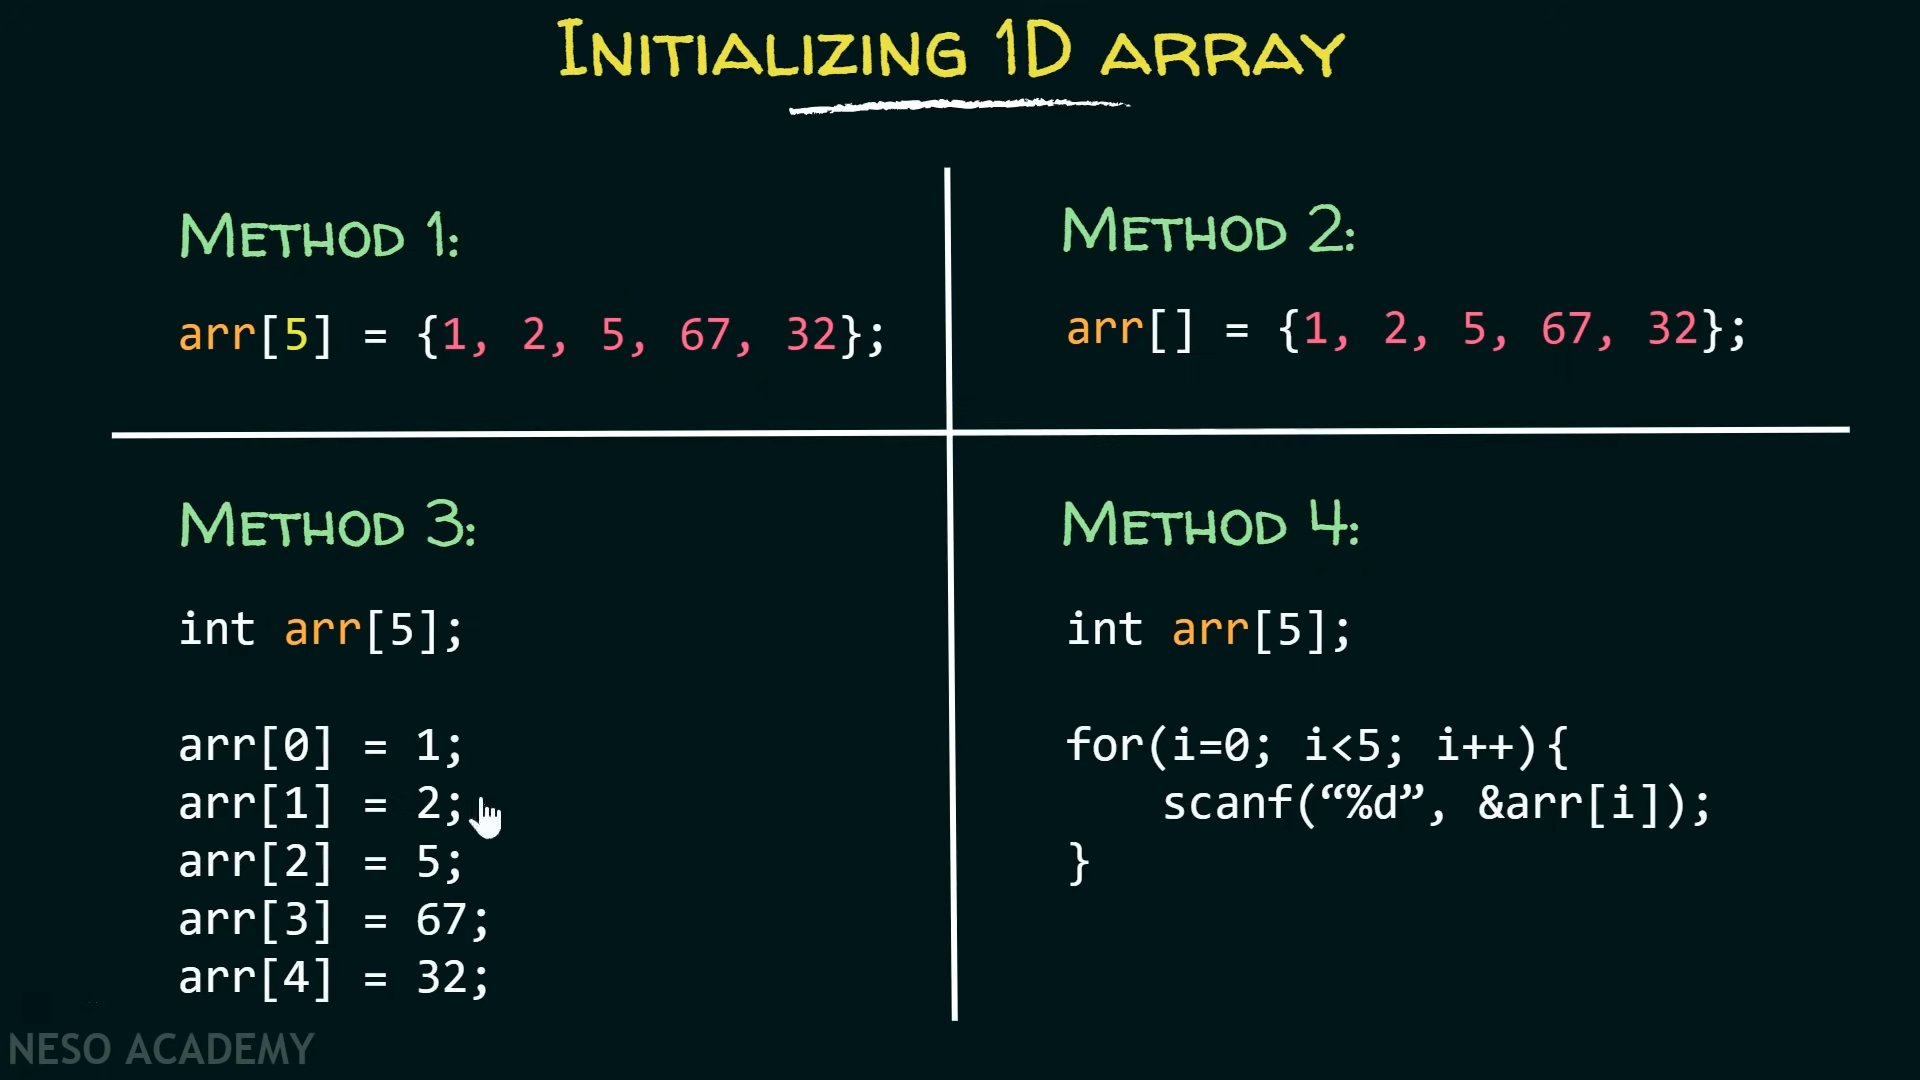 INITIALIZING 1D ARRAY
METHOD 1:
arr[5] = {1, 2, 5, 67, 32};
METHOD 2:
arr[] = {1, 2, 5, 67, 32};
METHOD 3:
int arr[5];
arr[0] = 1;
arr[1] = 2;
arr[2] = 5;
arr[3] = 67;
arr[4] = 32;
METHOD 4:
int arr[5];
for(i=0; i<5; i++){
scanf(“%d”, &arr[i]);
}
NESO ACADEMY